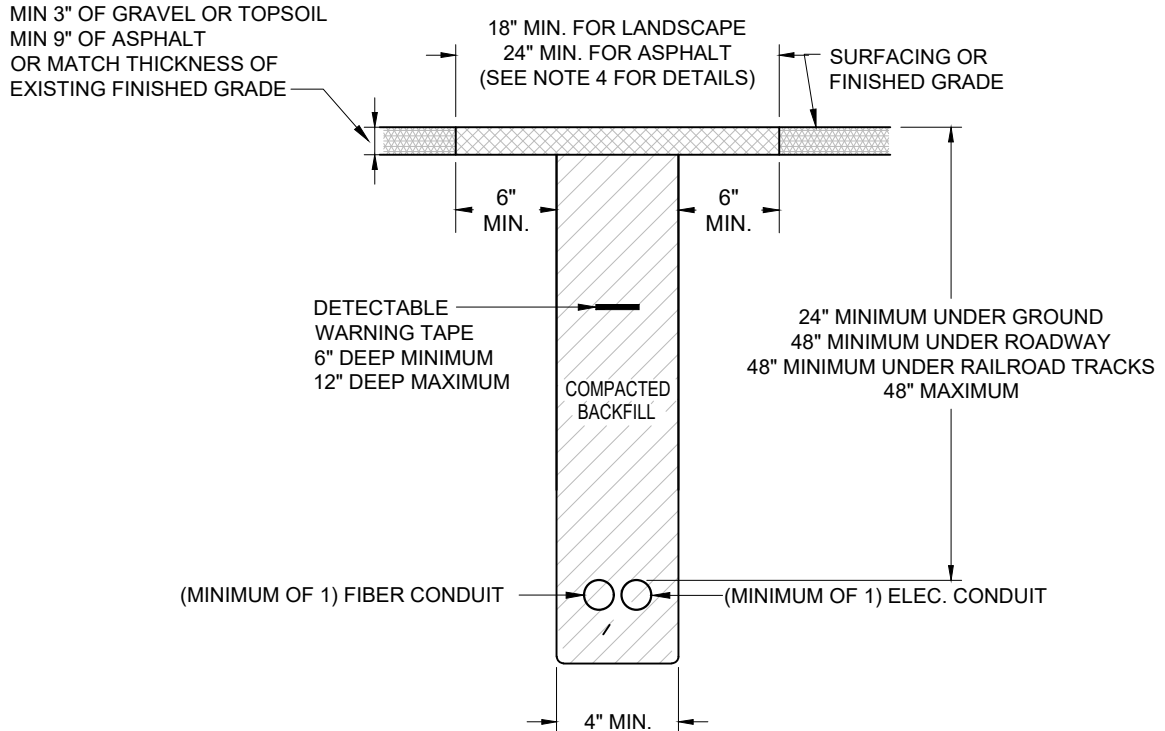 MIN 3" OF GRAVEL OR TOPSOIL
MIN 9" OF ASPHALT
OR MATCH THICKNESS OF
EXISTING FINISHED GRADE
18" MIN. FOR LANDSCAPE
24" MIN. FOR ASPHALT
(SEE NOTE 4 FOR DETAILS)
SURFACING OR
FINISHED GRADE
6"
MIN.
6"
MIN.
DETECTABLE
WARNING TAPE
6" DEEP MINIMUM
12" DEEP MAXIMUM
24" MINIMUM UNDER GROUND
48" MINIMUM UNDER ROADWAY
48" MINIMUM UNDER RAILROAD TRACKS
48" MAXIMUM
COMPACTED
BACKFILL
(MINIMUM OF 1) FIBER CONDUIT
(MINIMUM OF 1) ELEC. CONDUIT
4" MIN.